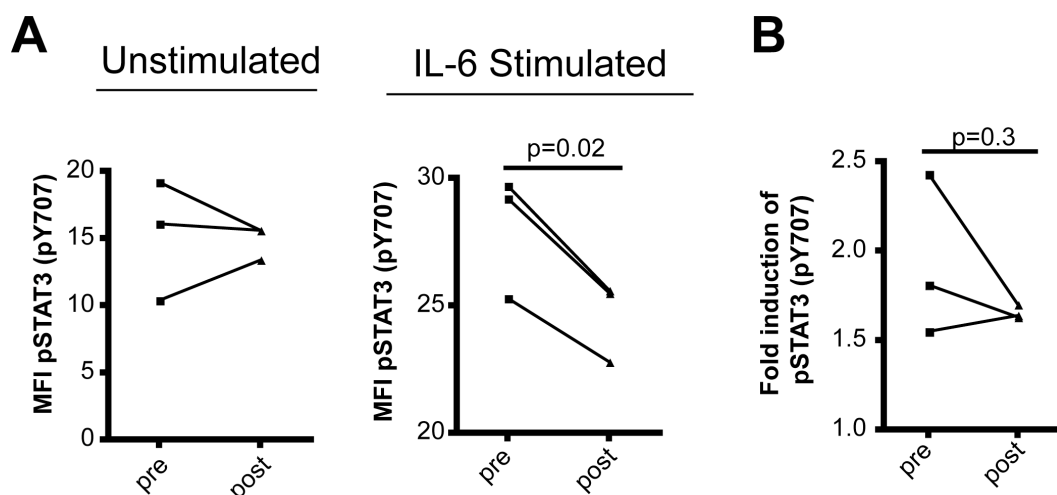 A
Unstimulated
IL-6 Stimulated
B
MFI pSTAT3 (pY707)
20
15
10
5
0
pre
post
MFI pSTAT3 (pY707)
30
25
20
p=0.02
pre
post
Fold induction of
pSTAT3 (pY707)
2.5
2.0
1.5
1.0
p=0.3
pre
post